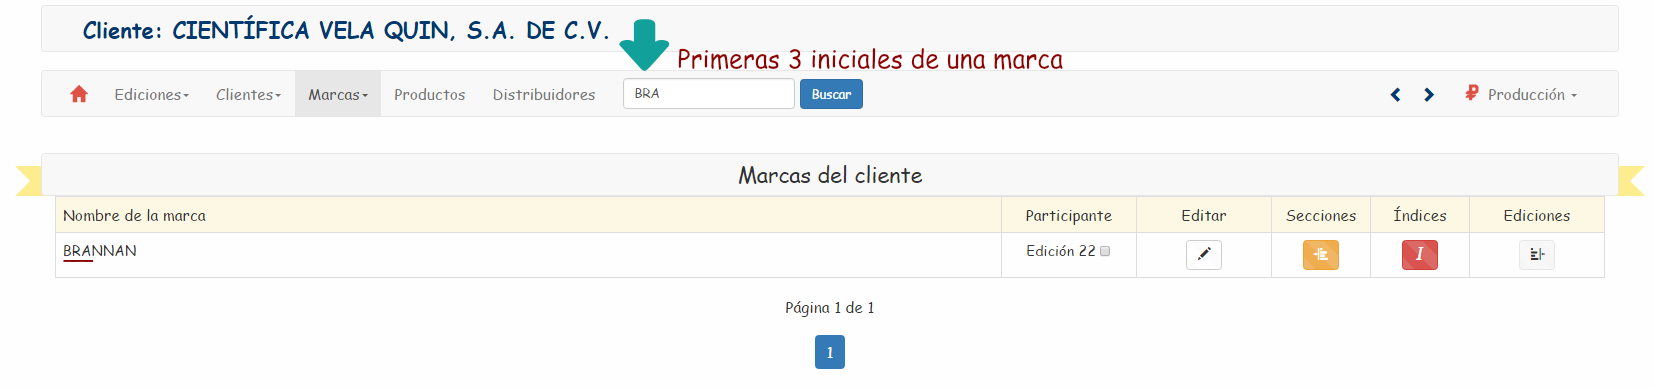 Cliente: CIENTÍFICA VELA QUIN, S.A. DE C.V.
Primeras 3 iniciales de una marca
Ediciones Clientes Marcas Productos Distribuidores BRA Buscar Producción
Marcas del cliente
Nombre de la marca Participante Editar Secciones Índices Ediciones
BRANNAN Edición 22 I
Página 1 de 1
1